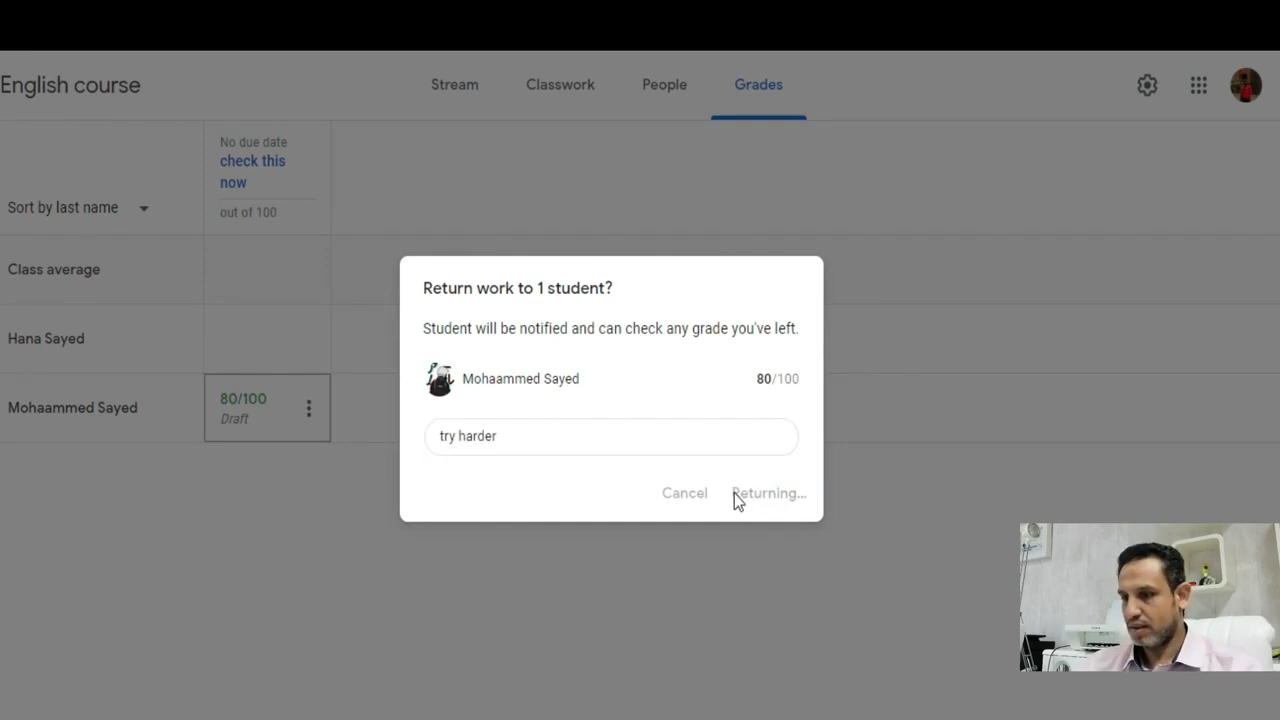 English course
Stream
Classwork
People
Grades
No due date
check this
now
out of 100
Sort by last name
Class average
Hana Sayed
Mohaammed Sayed
80/100
Draft
Return work to 1 student?
Student will be notified and can check any grade you've left.
Mohaammed Sayed
80/100
try harder
Cancel
Returning...